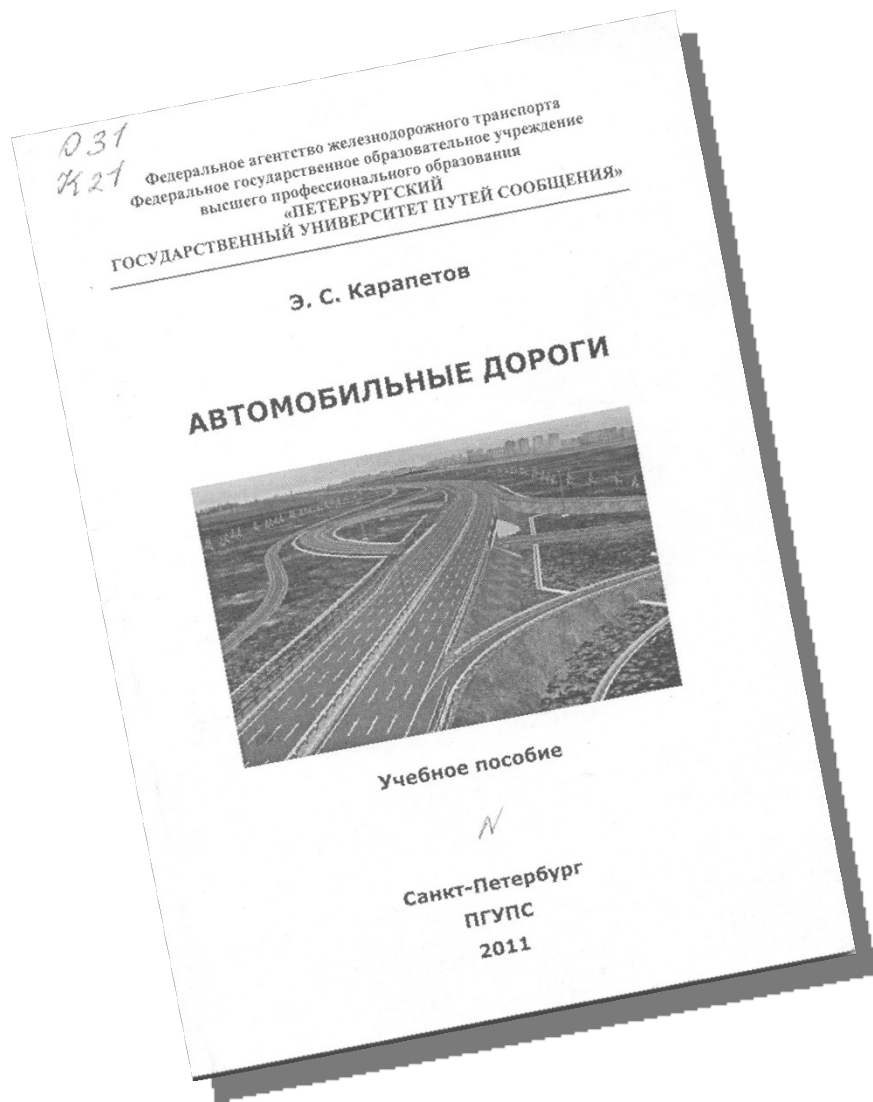 О31
К21
Федеральное агентство железнодорожного транспорта
Федеральное государственное образовательное учреждение
высшего профессионального образования
«ПЕТЕРБУРГСКИЙ
ГОСУДАРСТВЕННЫЙ УНИВЕРСИТЕТ ПУТЕЙ СООБЩЕНИЯ»
Э. С. Карапетов
АВТОМОБИЛЬНЫЕ ДОРОГИ
Учебное пособие
N
Санкт-Петербург
ПГУПС
2011